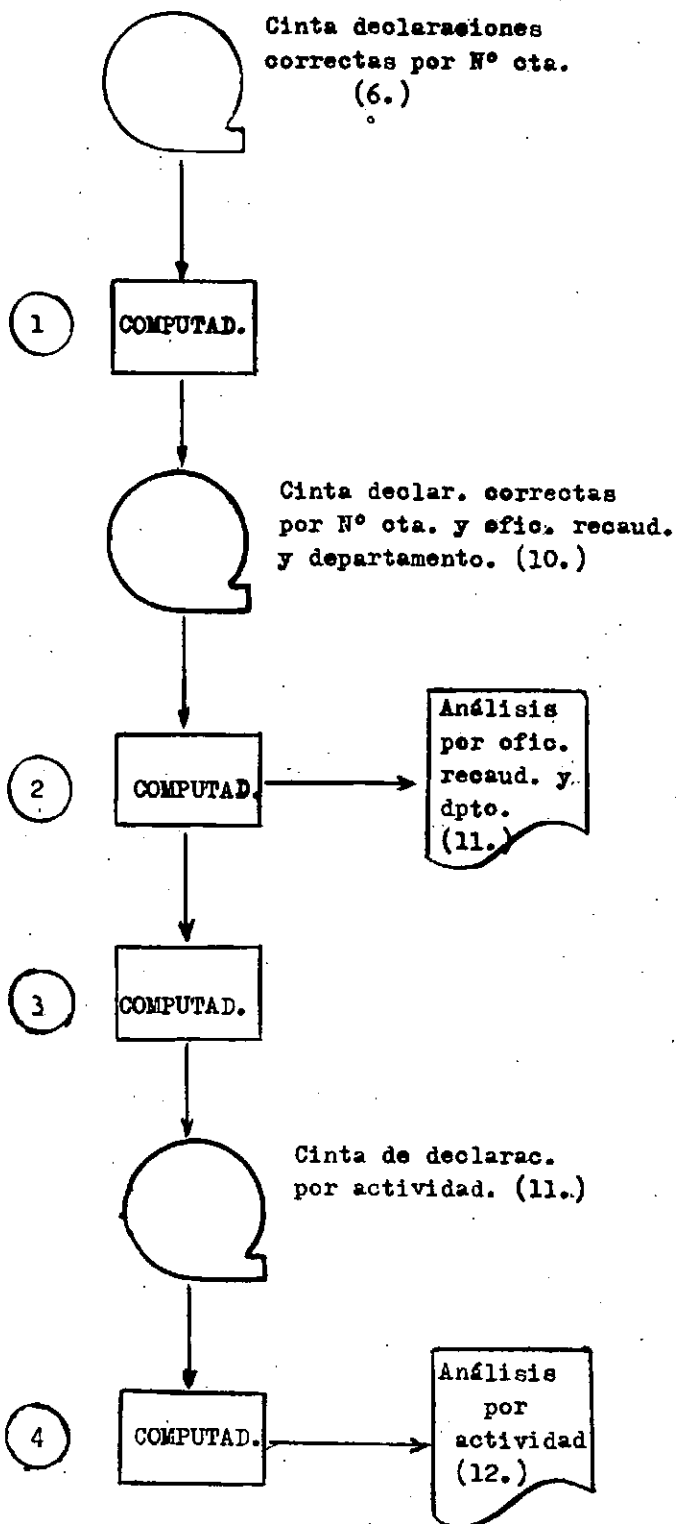 Cinta declaraciones
correctas por Nº cta.
(6.)
1
COMPUTAD.
Cinta declar. correctas
por Nº cta. y ofic. recaud.
y departamento. (10.)
2
COMPUTAD.
Análisis
por ofic.
recaud. y
dpto.
(11.)
3
COMPUTAD.
Cinta de declarac.
por actividad. (11.)
4
COMPUTAD.
Análisis
por
actividad
(12.)